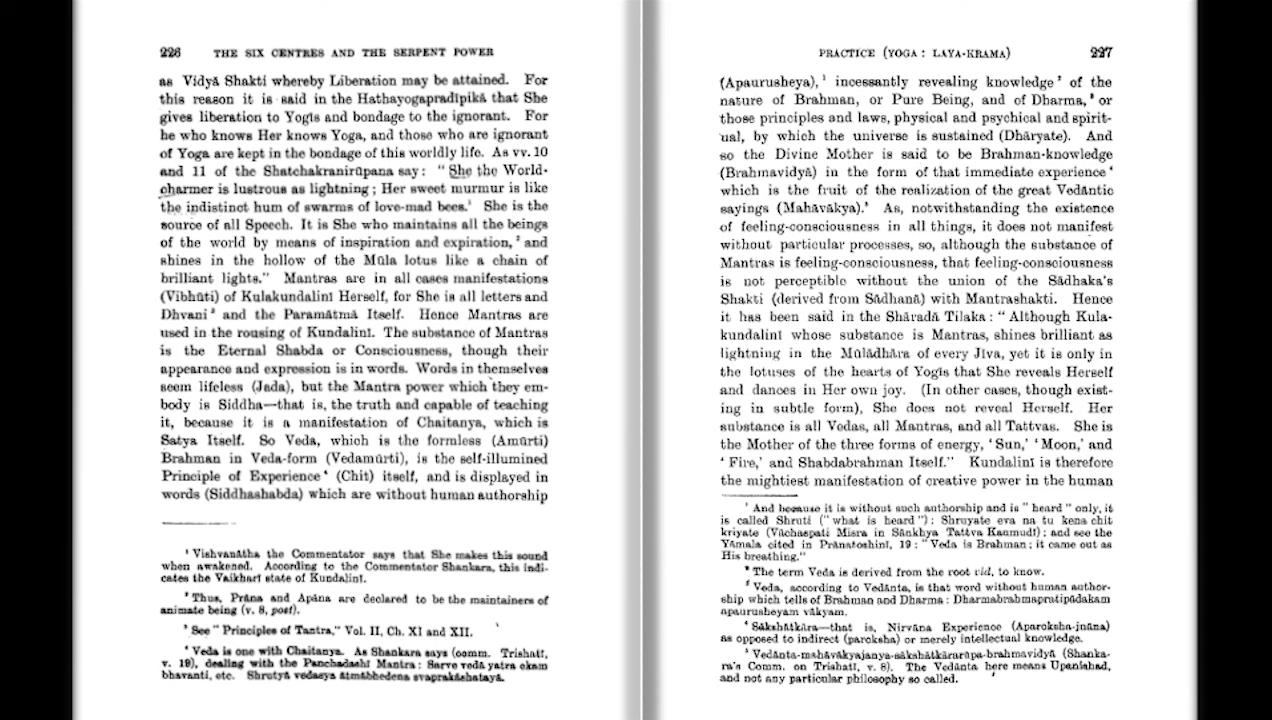 226 THE SIX CENTRES AND THE SERPENT POWER
as Vidyā Shakti whereby Liberation may be attained. For
this reason it is said in the Hathayogapradīpikā that She
gives liberation to Yogīs and bondage to the ignorant. For
he who knows Her knows Yoga, and those who are ignorant
of Yoga are kept in the bondage of this worldly life. As vv. 10
and 11 of the Shatchakranirūpana say: " She the World-
charmer is lustrous as lightning; Her sweet murmur is like
the indistinct hum of swarms of love-mad bees.¹ She is the
source of all Speech. It is She who maintains all the beings
of the world by means of inspiration and expiration,² and
shines in the hollow of the Mūla lotus like a chain of
brilliant lights." Mantras are in all cases manifestations
(Vibhūti) of Kulakundalinī Herself, for She is all letters and
Dhvani³ and the Paramātmā Itself. Hence Mantras are
used in the rousing of Kundalinī. The substance of Mantras
is the Eternal Shabda or Consciousness, though their
appearance and expression is in words. Words in themselves
seem lifeless (Jada), but the Mantra power which they em-
body is Siddha—that is, the truth and capable of teaching
it, because it is a manifestation of Chaitanya, which is
Satya Itself. So Veda, which is the formless (Amūrti)
Brahman in Veda-form (Vedamūrti), is the self-illumined
Principle of Experience⁴ (Chit) itself, and is displayed in
words (Siddhashabda) which are without human authorship
¹ Vishvanātha the Commentator says that She makes this sound
when awakened. According to the Commentator Shankara, this indi-
cates the Vaikharī state of Kundalinī.
² Thus, Prāna and Apāna are declared to be the maintainers of
animate being (v. 8, post).
³ See " Principles of Tantra," Vol. II, Ch. XI and XII.
⁴ Veda is one with Chaitanya. As Shankara says (comm. Trishatī,
v. 19), dealing with the Panchadashī Mantra: Sarve vedā yatra ekam
bhavanti, etc. Shrutyā vedasya ātmābhedena svaprakāshatayā.
PRACTICE (YOGA: LAYA-KRAMA) 227
(Apaurusheya),¹ incessantly revealing knowledge² of the
nature of Brahman, or Pure Being, and of Dharma,³ or
those principles and laws, physical and psychical and spirit-
ual, by which the universe is sustained (Dhāryate). And
so the Divine Mother is said to be Brahman-knowledge
(Brahmavidyā) in the form of that immediate experience⁴
which is the fruit of the realization of the great Vedāntic
sayings (Mahāvākya).⁵ As, notwithstanding the existence
of feeling-consciousness in all things, it does not manifest
without particular processes, so, although the substance of
Mantras is feeling-consciousness, that feeling-consciousness
is not perceptible without the union of the Sādhaka's
Shakti (derived from Sādhanā) with Mantrashakti. Hence
it has been said in the Shāradā Tilaka: " Although Kula-
kundalinī whose substance is Mantras, shines brilliant as
lightning in the Mūlādhāra of every Jīva, yet it is only in
the lotuses of the hearts of Yogīs that She reveals Herself
and dances in Her own joy. (In other cases, though exist-
ing in subtle form), She does not reveal Herself. Her
substance is all Vedas, all Mantras, and all Tattvas. She is
the Mother of the three forms of energy, ' Sun,' ' Moon,' and
' Fire,' and Shabdabrahman Itself." Kundalinī is therefore
the mightiest manifestation of creative power in the human
¹ And because it is without such authorship and is " heard " only, it
is called Shruti (" what is heard "): Shruyate eva na tu kena chit
kriyate (Vāchaspati Misra in Sānkhya Tattva Kaumudī); and see the
Yāmala cited in Prānatoshinī, 19: " Veda is Brahman; it came out as
His breathing."
² The term Veda is derived from the root vid, to know.
³ Veda, according to Vedānta, is that word without human author-
ship which tells of Brahman and Dharma: Dharmabrahmapratipādakam
apaurusheyam vākyam.
⁴ Sākshātkāra—that is, Nirvāna Experience (Aparoksha-jnāna)
as opposed to indirect (paroksha) or merely intellectual knowledge.
⁵ Vedānta-mahāvākyajanya-sākshātkārarūpa-brahmavidyā (Shanka-
ra's Comm. on Trishatī, v. 8). The Vedānta here means Upanishad,
and not any particular philosophy so called.